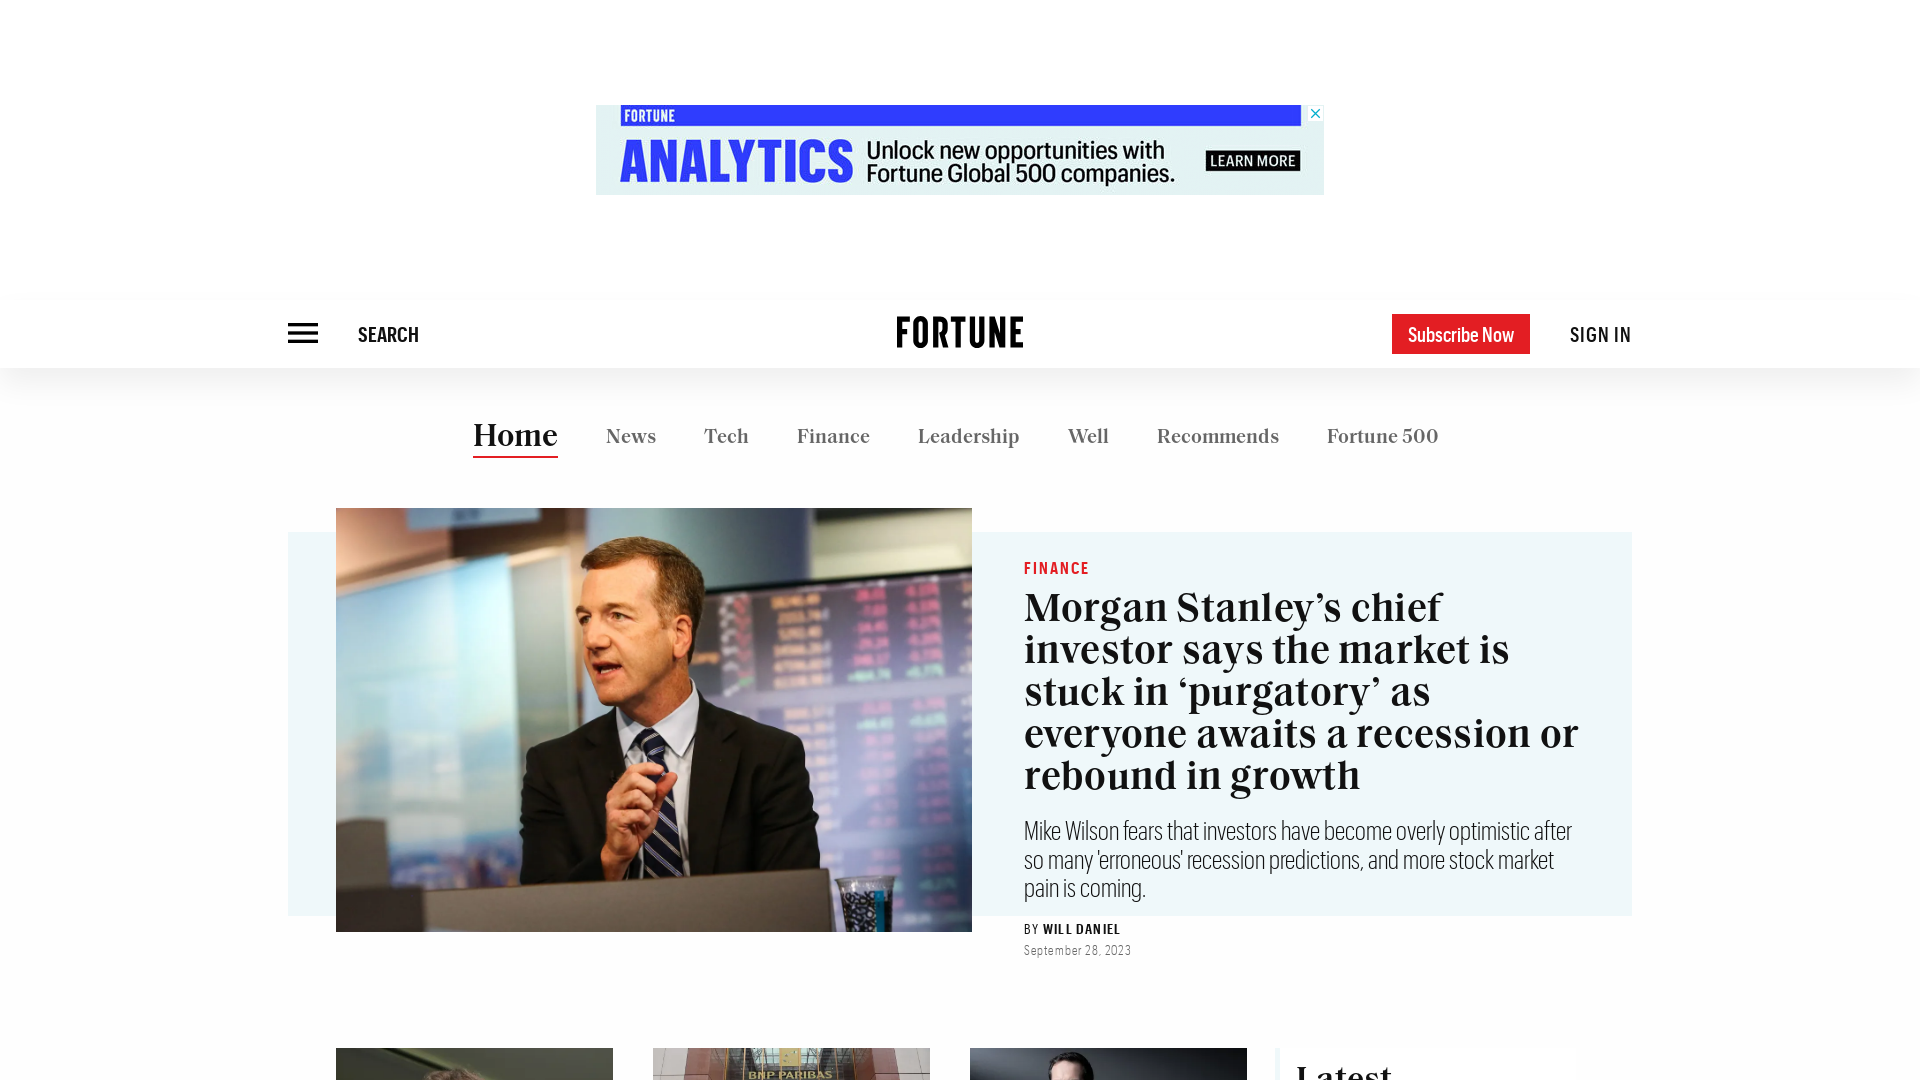 FORTUNE
ANALYTICS
Unlock new opportunities with
Fortune Global 500 companies.
LEARN MORE
SEARCH
FORTUNE
Subscribe Now
SIGN IN
Home
News
Tech
Finance
Leadership
Well
Recommends
Fortune 500
FINANCE
Morgan Stanley’s chief
investor says the market is
stuck in ‘purgatory’ as
everyone awaits a recession or
rebound in growth
Mike Wilson fears that investors have become overly optimistic after
so many 'erroneous' recession predictions, and more stock market
pain is coming.
BY WILL DANIEL
September 28, 2023
BNP PARIBAS
Latest